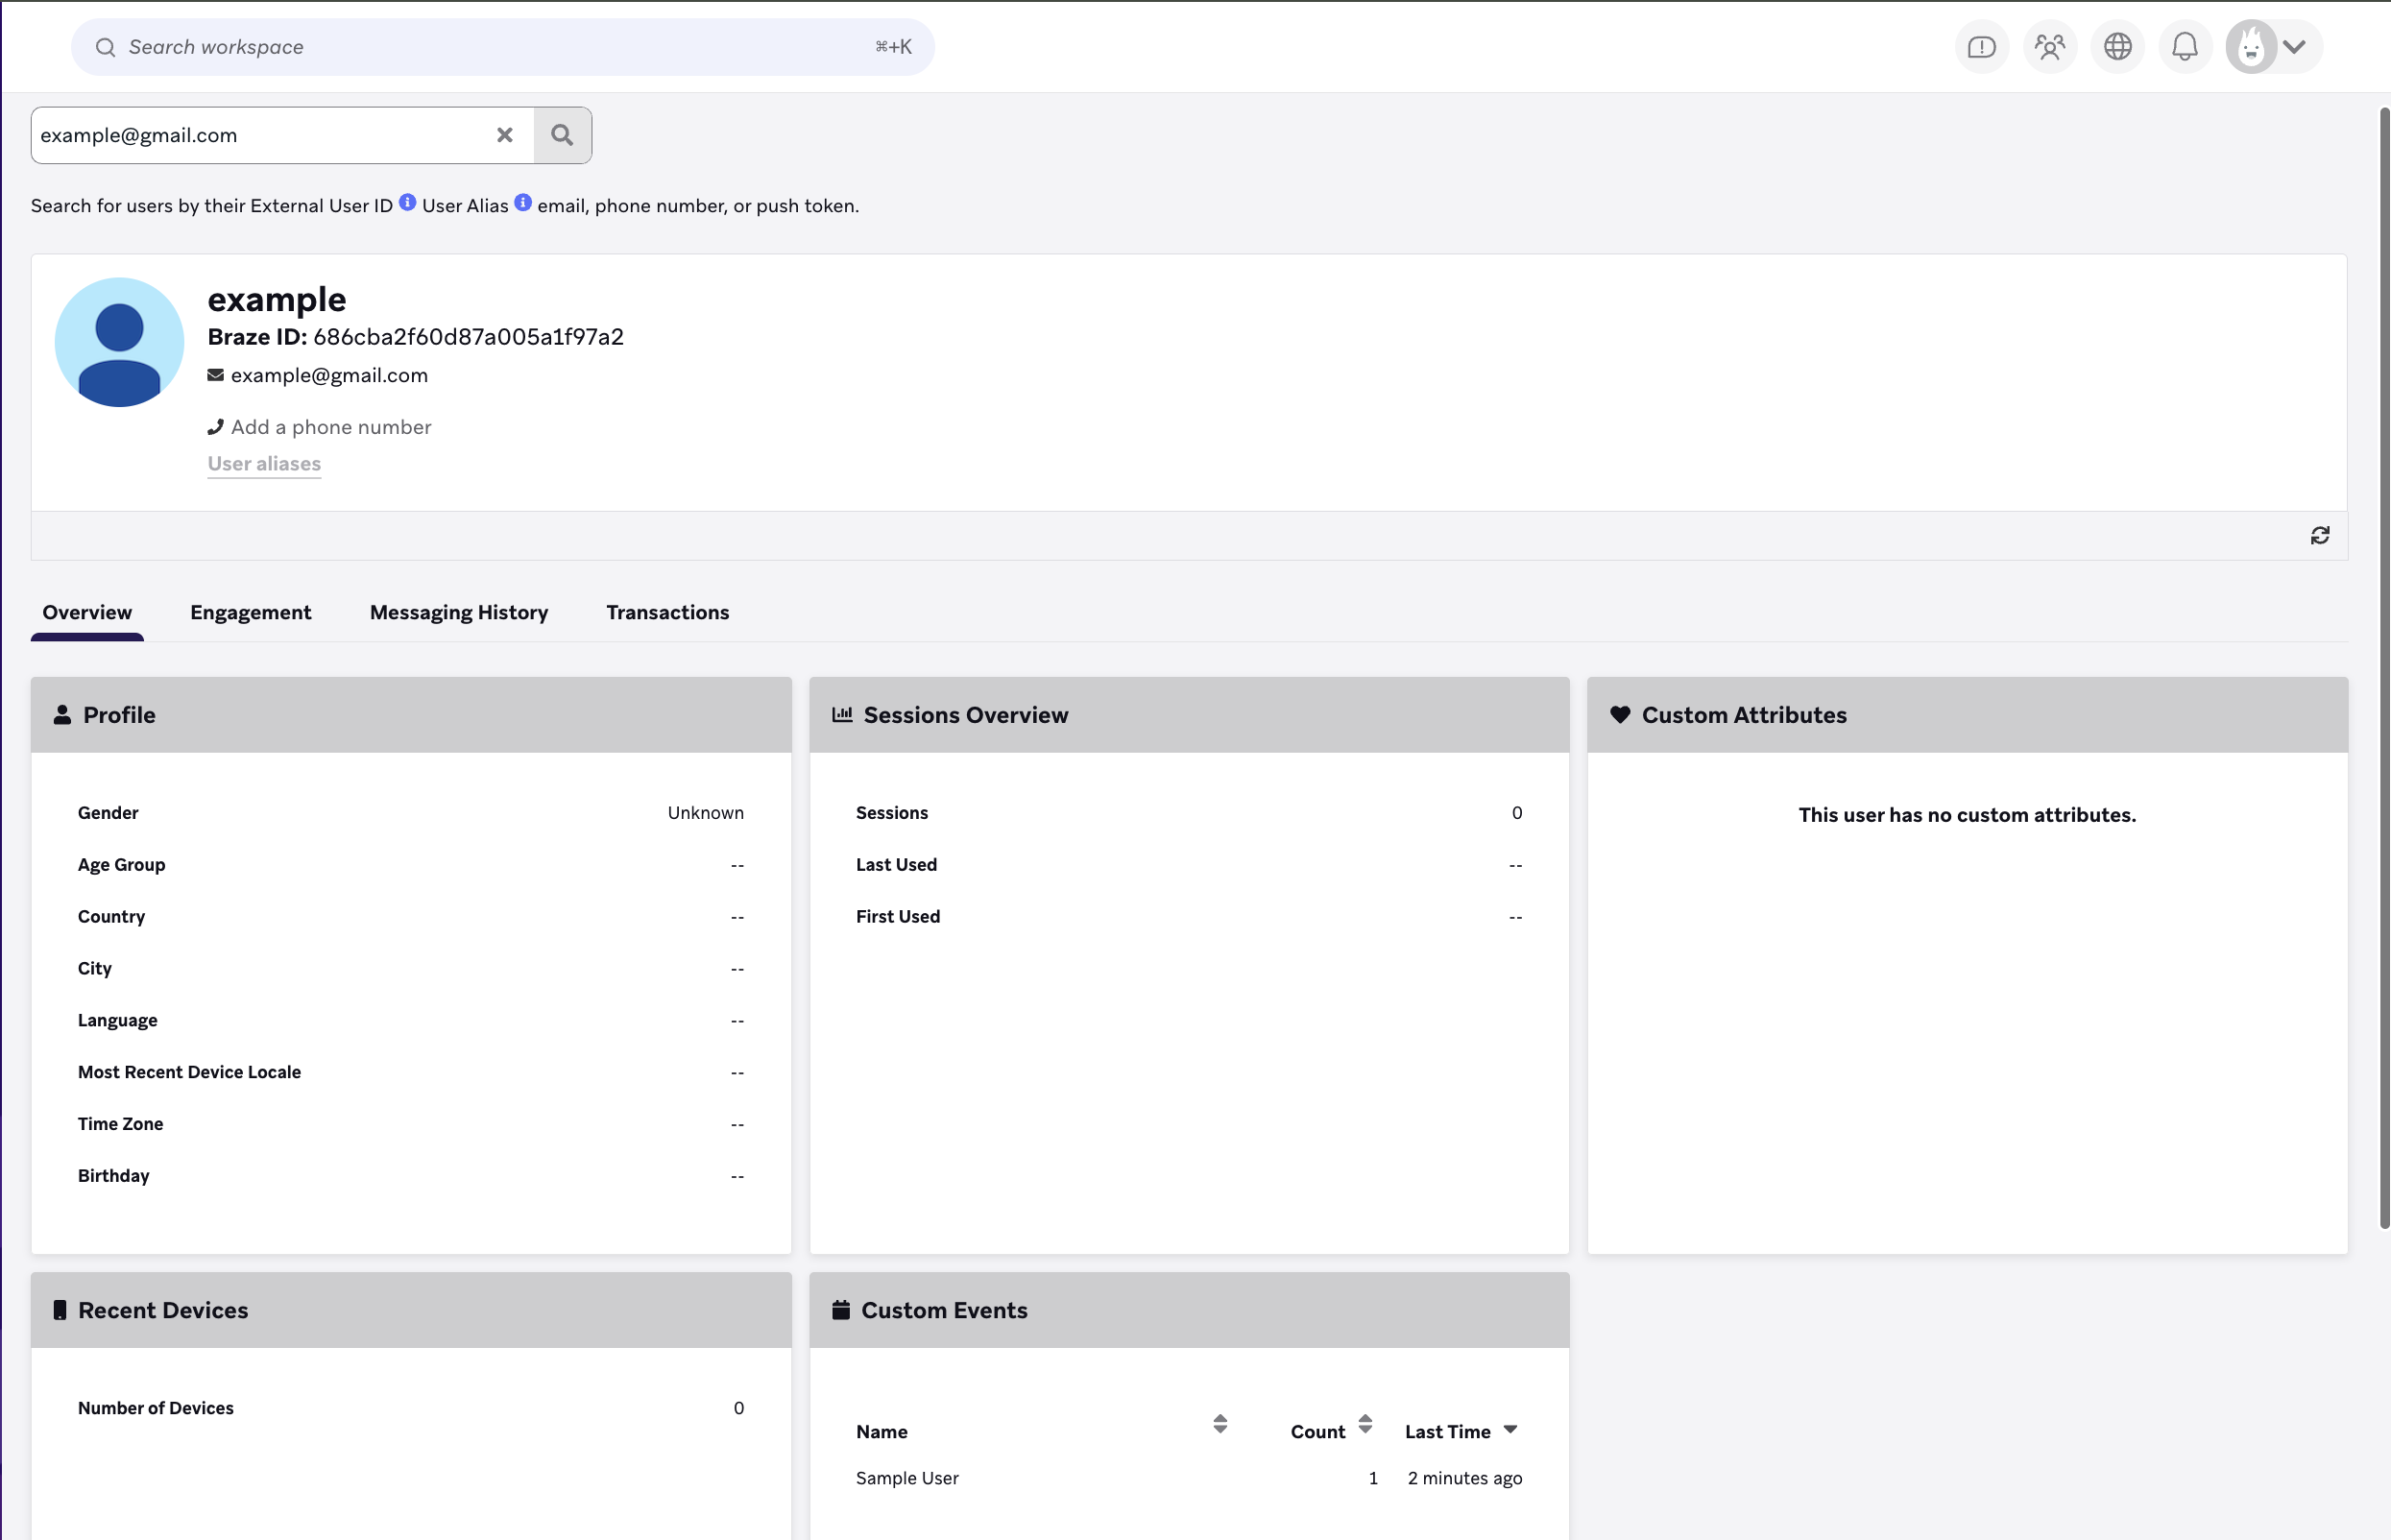 Search workspace ⌘+K
example@gmail.com
Search for users by their External User ID User Alias email, phone number, or push token.
example
Braze ID: 686cba2f60d87a005a1f97a2
example@gmail.com
Add a phone number
User aliases
Overview Engagement Messaging History Transactions
Profile
Gender Unknown
Age Group --
Country --
City --
Language --
Most Recent Device Locale --
Time Zone --
Birthday --
Sessions Overview
Sessions 0
Last Used --
First Used --
Custom Attributes
This user has no custom attributes.
Recent Devices
Number of Devices 0
Custom Events
Name Count Last Time
Sample User 1 2 minutes ago